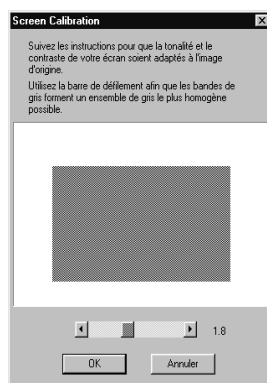 Screen Calibration
Suivez les instructions pour que la tonalité et le
contraste de votre écran soient adaptés à l'image
d'origine.
Utilisez la barre de défilement afin que les bandes de
gris forment un ensemble de gris le plus homogène
possible.
1.8
OK Annuler